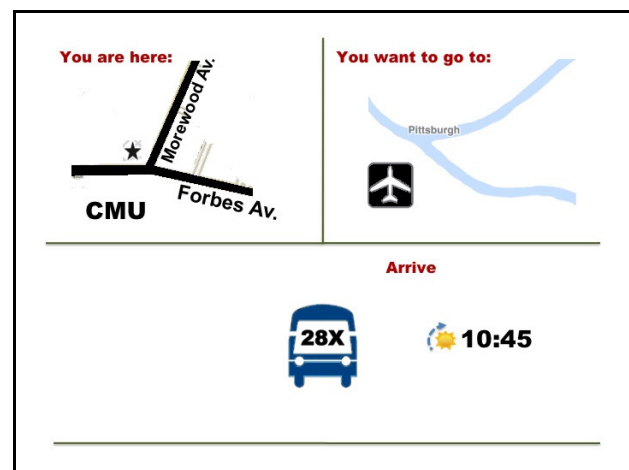 You are here:
Morewood Av.
CMU
Forbes Av.
You want to go to:
Pittsburgh
Arrive
28X
10:45